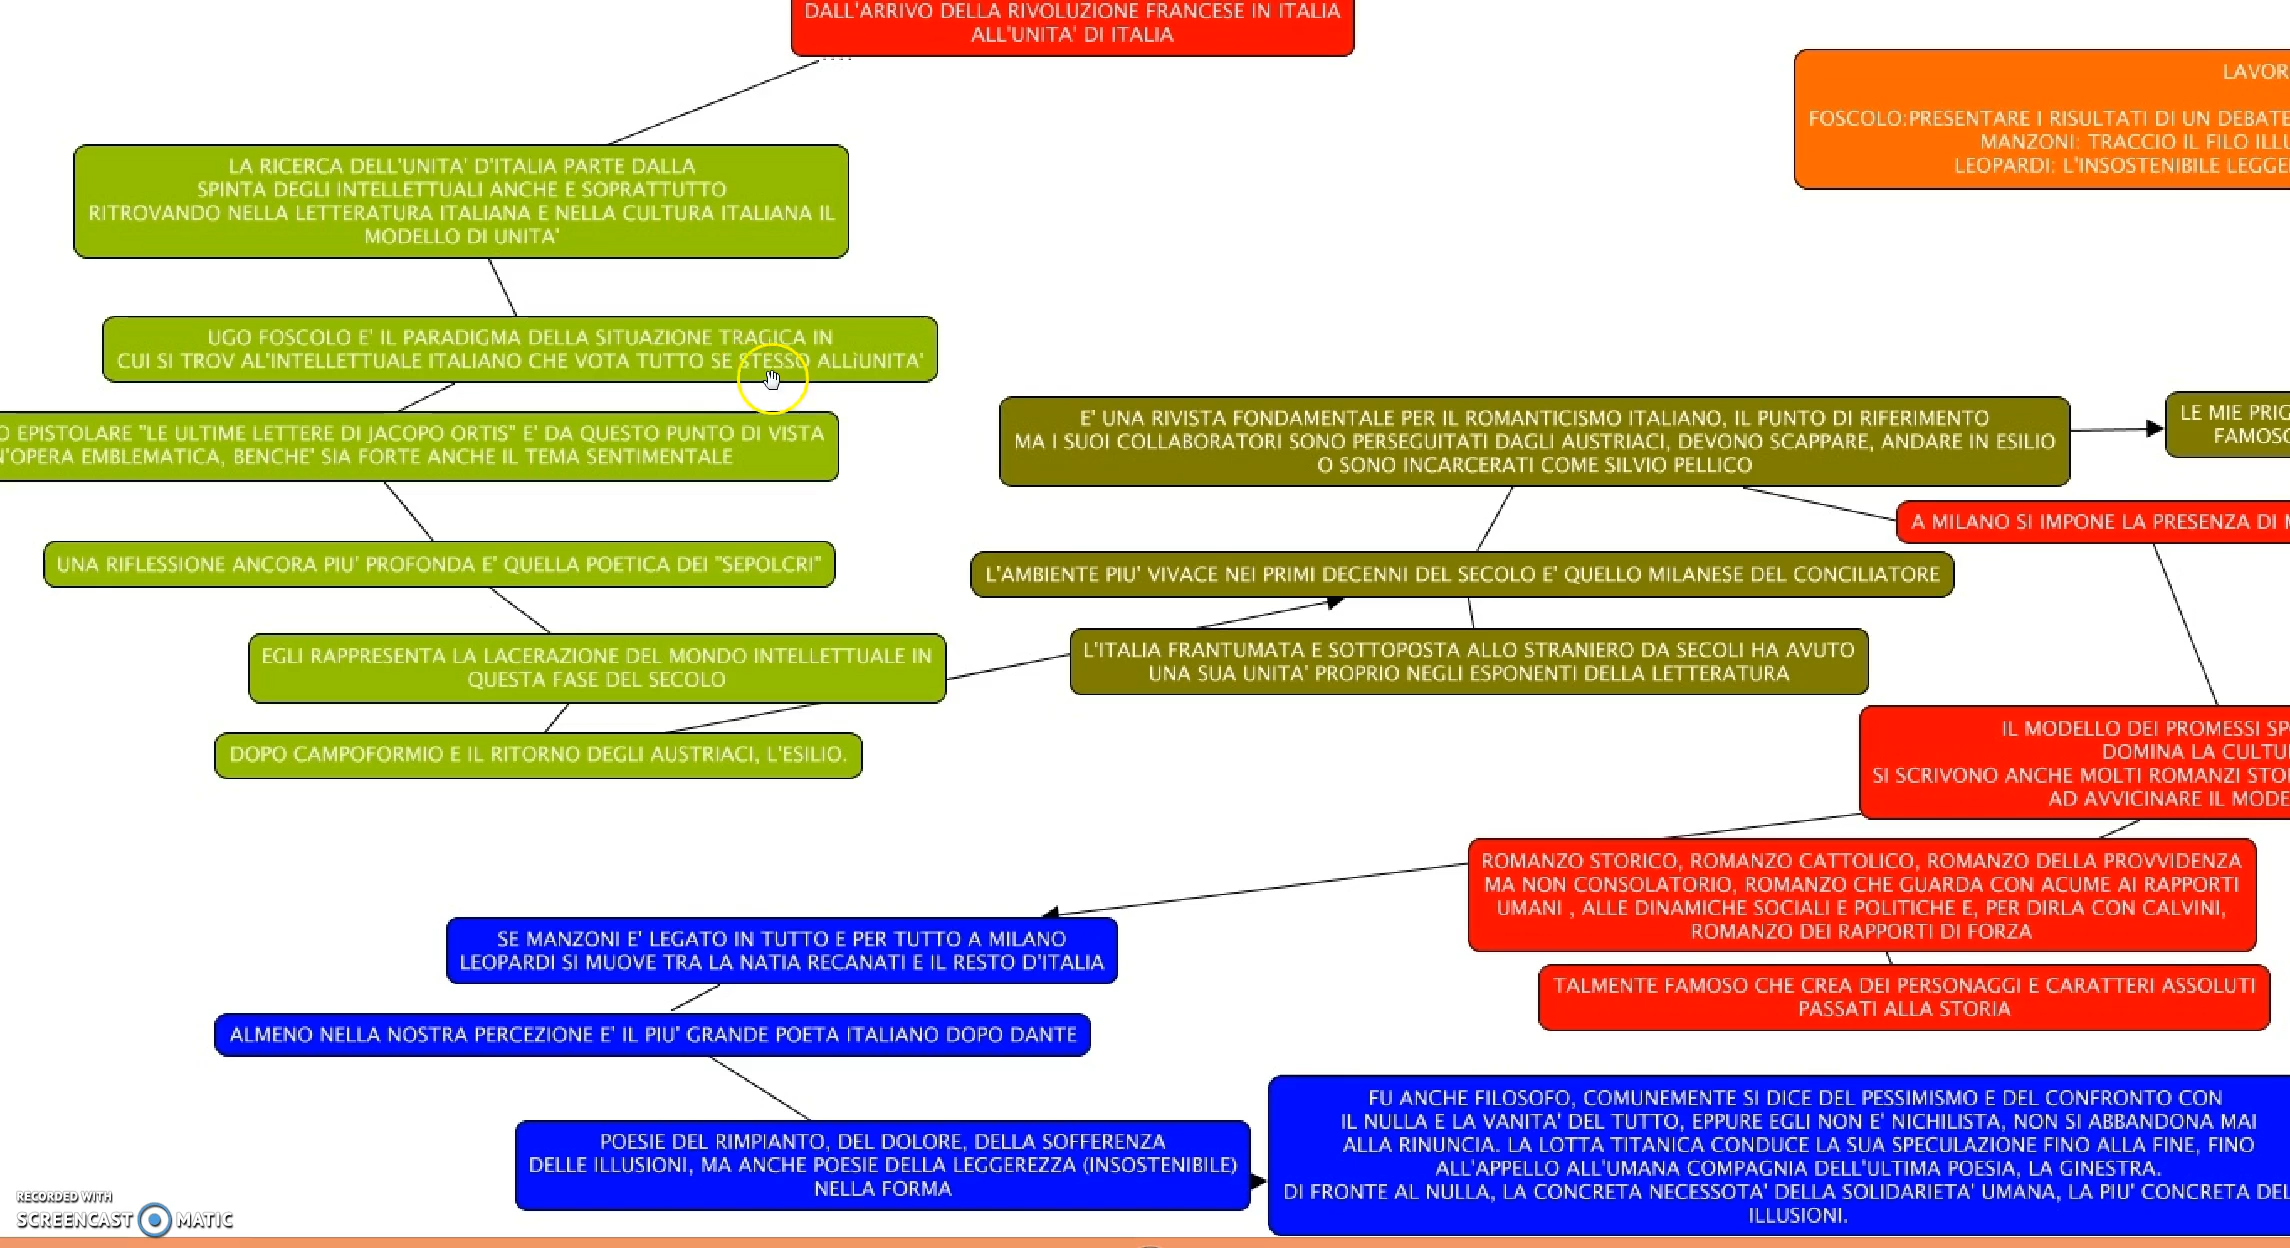 DALL'ARRIVO DELLA RIVOLUZIONE FRANCESE IN ITALIA
ALL'UNITA' DI ITALIA
LAVOR
FOSCOLO:PRESENTARE I RISULTATI DI UN DEBATE
MANZONI: TRACCIO IL FILO ILLU
LEOPARDI: L'INSOSTENIBILE LEGGE
LA RICERCA DELL'UNITA' D'ITALIA PARTE DALLA
SPINTA DEGLI INTELLETTUALI ANCHE E SOPRATTUTTO
RITROVANDO NELLA LETTERATURA ITALIANA E NELLA CULTURA ITALIANA IL
MODELLO DI UNITA'
UGO FOSCOLO E' IL PARADIGMA DELLA SITUAZIONE TRAGICA IN
CUI SI TROV AL'INTELLETTUALE ITALIANO CHE VOTA TUTTO SE STESSO ALLìUNITA'
O EPISTOLARE "LE ULTIME LETTERE DI JACOPO ORTIS" E' DA QUESTO PUNTO DI VISTA
N'OPERA EMBLEMATICA, BENCHE' SIA FORTE ANCHE IL TEMA SENTIMENTALE
UNA RIFLESSIONE ANCORA PIU' PROFONDA E' QUELLA POETICA DEI "SEPOLCRI"
EGLI RAPPRESENTA LA LACERAZIONE DEL MONDO INTELLETTUALE IN
QUESTA FASE DEL SECOLO
DOPO CAMPOFORMIO E IL RITORNO DEGLI AUSTRIACI, L'ESILIO.
E' UNA RIVISTA FONDAMENTALE PER IL ROMANTICISMO ITALIANO, IL PUNTO DI RIFERIMENTO
MA I SUOI COLLABORATORI SONO PERSEGUITATI DAGLI AUSTRIACI, DEVONO SCAPPARE, ANDARE IN ESILIO
O SONO INCARCERATI COME SILVIO PELLICO
LE MIE PRIG
FAMOSO
A MILANO SI IMPONE LA PRESENZA DI M
L'AMBIENTE PIU' VIVACE NEI PRIMI DECENNI DEL SECOLO E' QUELLO MILANESE DEL CONCILIATORE
L'ITALIA FRANTUMATA E SOTTOPOSTA ALLO STRANIERO DA SECOLI HA AVUTO
UNA SUA UNITA' PROPRIO NEGLI ESPONENTI DELLA LETTERATURA
IL MODELLO DEI PROMESSI SP
DOMINA LA CULTU
SI SCRIVONO ANCHE MOLTI ROMANZI STO
AD AVVICINARE IL MODE
ROMANZO STORICO, ROMANZO CATTOLICO, ROMANZO DELLA PROVVIDENZA
MA NON CONSOLATORIO, ROMANZO CHE GUARDA CON ACUME AI RAPPORTI
UMANI , ALLE DINAMICHE SOCIALI E POLITICHE E, PER DIRLA CON CALVINI,
ROMANZO DEI RAPPORTI DI FORZA
TALMENTE FAMOSO CHE CREA DEI PERSONAGGI E CARATTERI ASSOLUTI
PASSATI ALLA STORIA
SE MANZONI E' LEGATO IN TUTTO E PER TUTTO A MILANO
LEOPARDI SI MUOVE TRA LA NATIA RECANATI E IL RESTO D'ITALIA
ALMENO NELLA NOSTRA PERCEZIONE E' IL PIU' GRANDE POETA ITALIANO DOPO DANTE
POESIE DEL RIMPIANTO, DEL DOLORE, DELLA SOFFERENZA
DELLE ILLUSIONI, MA ANCHE POESIE DELLA LEGGEREZZA (INSOSTENIBILE)
NELLA FORMA
FU ANCHE FILOSOFO, COMUNEMENTE SI DICE DEL PESSIMISMO E DEL CONFRONTO CON
IL NULLA E LA VANITA' DEL TUTTO, EPPURE EGLI NON E' NICHILISTA, NON SI ABBANDONA MAI
ALLA RINUNCIA. LA LOTTA TITANICA CONDUCE LA SUA SPECULAZIONE FINO ALLA FINE, FINO
ALL'APPELLO ALL'UMANA COMPAGNIA DELL'ULTIMA POESIA, LA GINESTRA.
DI FRONTE AL NULLA, LA CONCRETA NECESSOTA' DELLA SOLIDARIETA' UMANA, LA PIU' CONCRETA DEL
ILLUSIONI.
RECORDED WITH
SCREENCAST MATIC